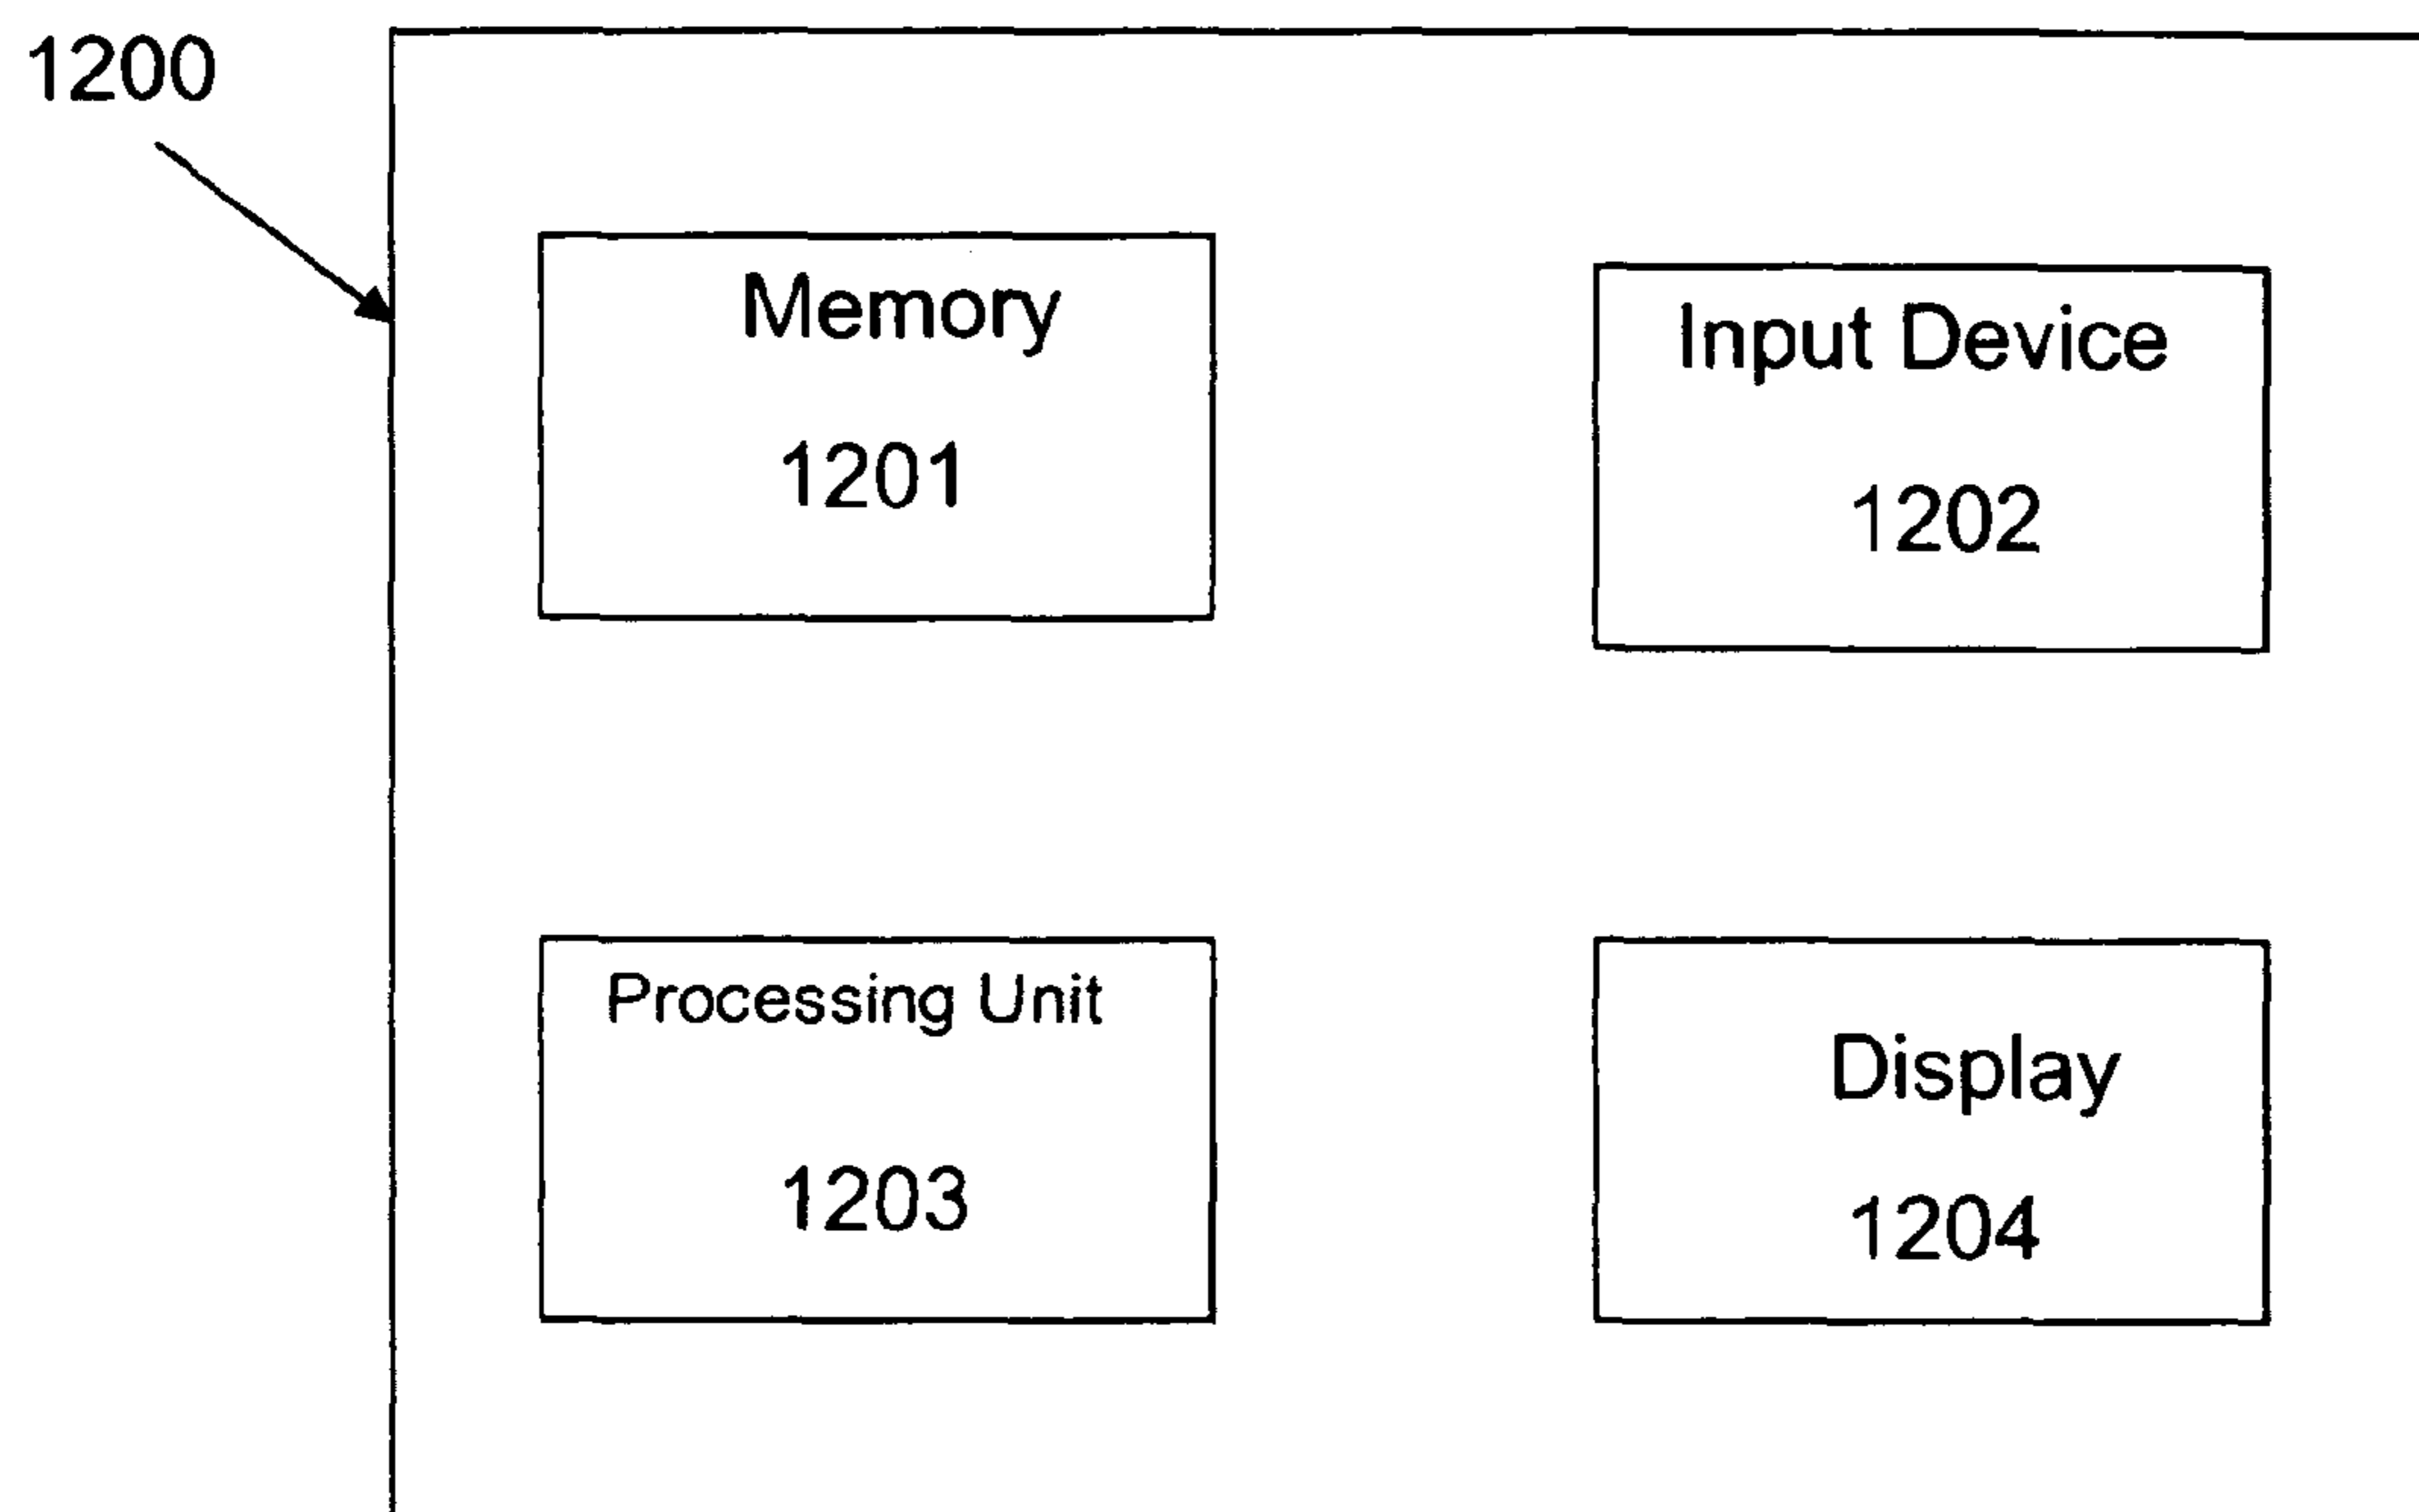 1200
Memory
1201
Input Device
1202
Processing Unit
1203
Display
1204